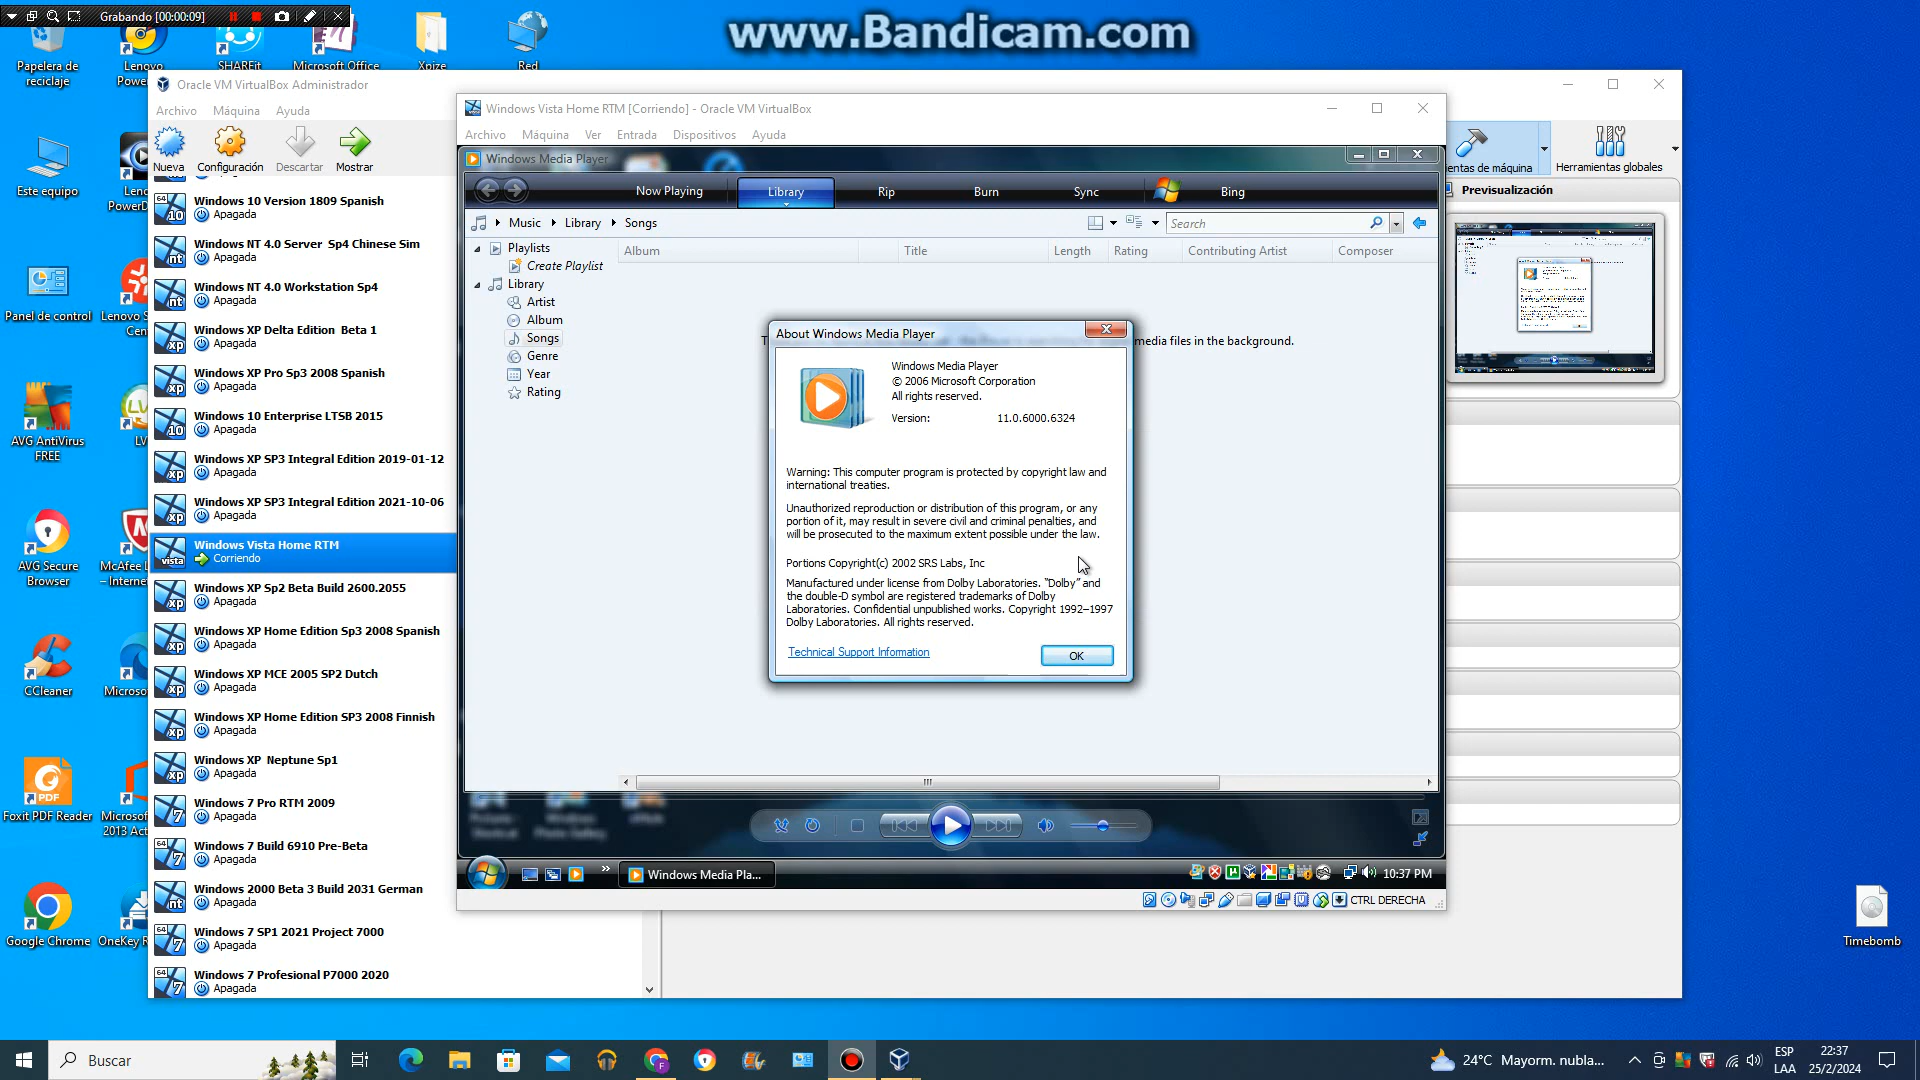 Grabando [00:00:09]
www.Bandicam.com
Papelera de
reciclaje
Lenovo
Power
SHAREit
Microsoft Office
Xpize
Red
Este equipo
Leno
PowerD
Panel de control
Lenovo S
Cen
AVG AntiVirus
FREE
LV
AVG Secure
Browser
McAfee L
– Internet
CCleaner
Microso
Foxit PDF Reader
Micros
2013 Act
Google Chrome
OneKey R
Timebomb
Oracle VM VirtualBox Administrador
Archivo Máquina Ayuda
Nueva Configuración Descartar Mostrar
entas de máquina
Herramientas globales
Previsualización
Windows 10 Version 1809 Spanish
Apagada
Windows NT 4.0 Server Sp4 Chinese Sim
Apagada
Windows NT 4.0 Workstation Sp4
Apagada
Windows XP Delta Edition Beta 1
Apagada
Windows XP Pro Sp3 2008 Spanish
Apagada
Windows 10 Enterprise LTSB 2015
Apagada
Windows XP SP3 Integral Edition 2019-01-12
Apagada
Windows XP SP3 Integral Edition 2021-10-06
Apagada
Windows Vista Home RTM
Corriendo
Windows XP Sp2 Beta Build 2600.2055
Apagada
Windows XP Home Edition Sp3 2008 Spanish
Apagada
Windows XP MCE 2005 SP2 Dutch
Apagada
Windows XP Home Edition SP3 2008 Finnish
Apagada
Windows XP Neptune Sp1
Apagada
Windows 7 Pro RTM 2009
Apagada
Windows 7 Build 6910 Pre-Beta
Apagada
Windows 2000 Beta 3 Build 2031 German
Apagada
Windows 7 SP1 2021 Project 7000
Apagada
Windows 7 Profesional P7000 2020
Apagada
Windows Vista Home RTM [Corriendo] - Oracle VM VirtualBox
Archivo Máquina Ver Entrada Dispositivos Ayuda
Windows Media Player
Now Playing Library Rip Burn Sync Bing
Music Library Songs
Search
Playlists
Create Playlist
Library
Artist
Album
Songs
Genre
Year
Rating
Album Title Length Rating Contributing Artist Composer
media files in the background.
About Windows Media Player
Windows Media Player
© 2006 Microsoft Corporation
All rights reserved.
Version: 11.0.6000.6324
Warning: This computer program is protected by copyright law and
international treaties.
Unauthorized reproduction or distribution of this program, or any
portion of it, may result in severe civil and criminal penalties, and
will be prosecuted to the maximum extent possible under the law.
Portions Copyright(c) 2002 SRS Labs, Inc
Manufactured under license from Dolby Laboratories. "Dolby" and
the double-D symbol are registered trademarks of Dolby
Laboratories. Confidential unpublished works. Copyright 1992–1997
Dolby Laboratories. All rights reserved.
Technical Support Information
OK
Windows Media Pla...
10:37 PM
CTRL DERECHA
Buscar
24°C Mayorm. nubla...
ESP
LAA
22:37
25/2/2024